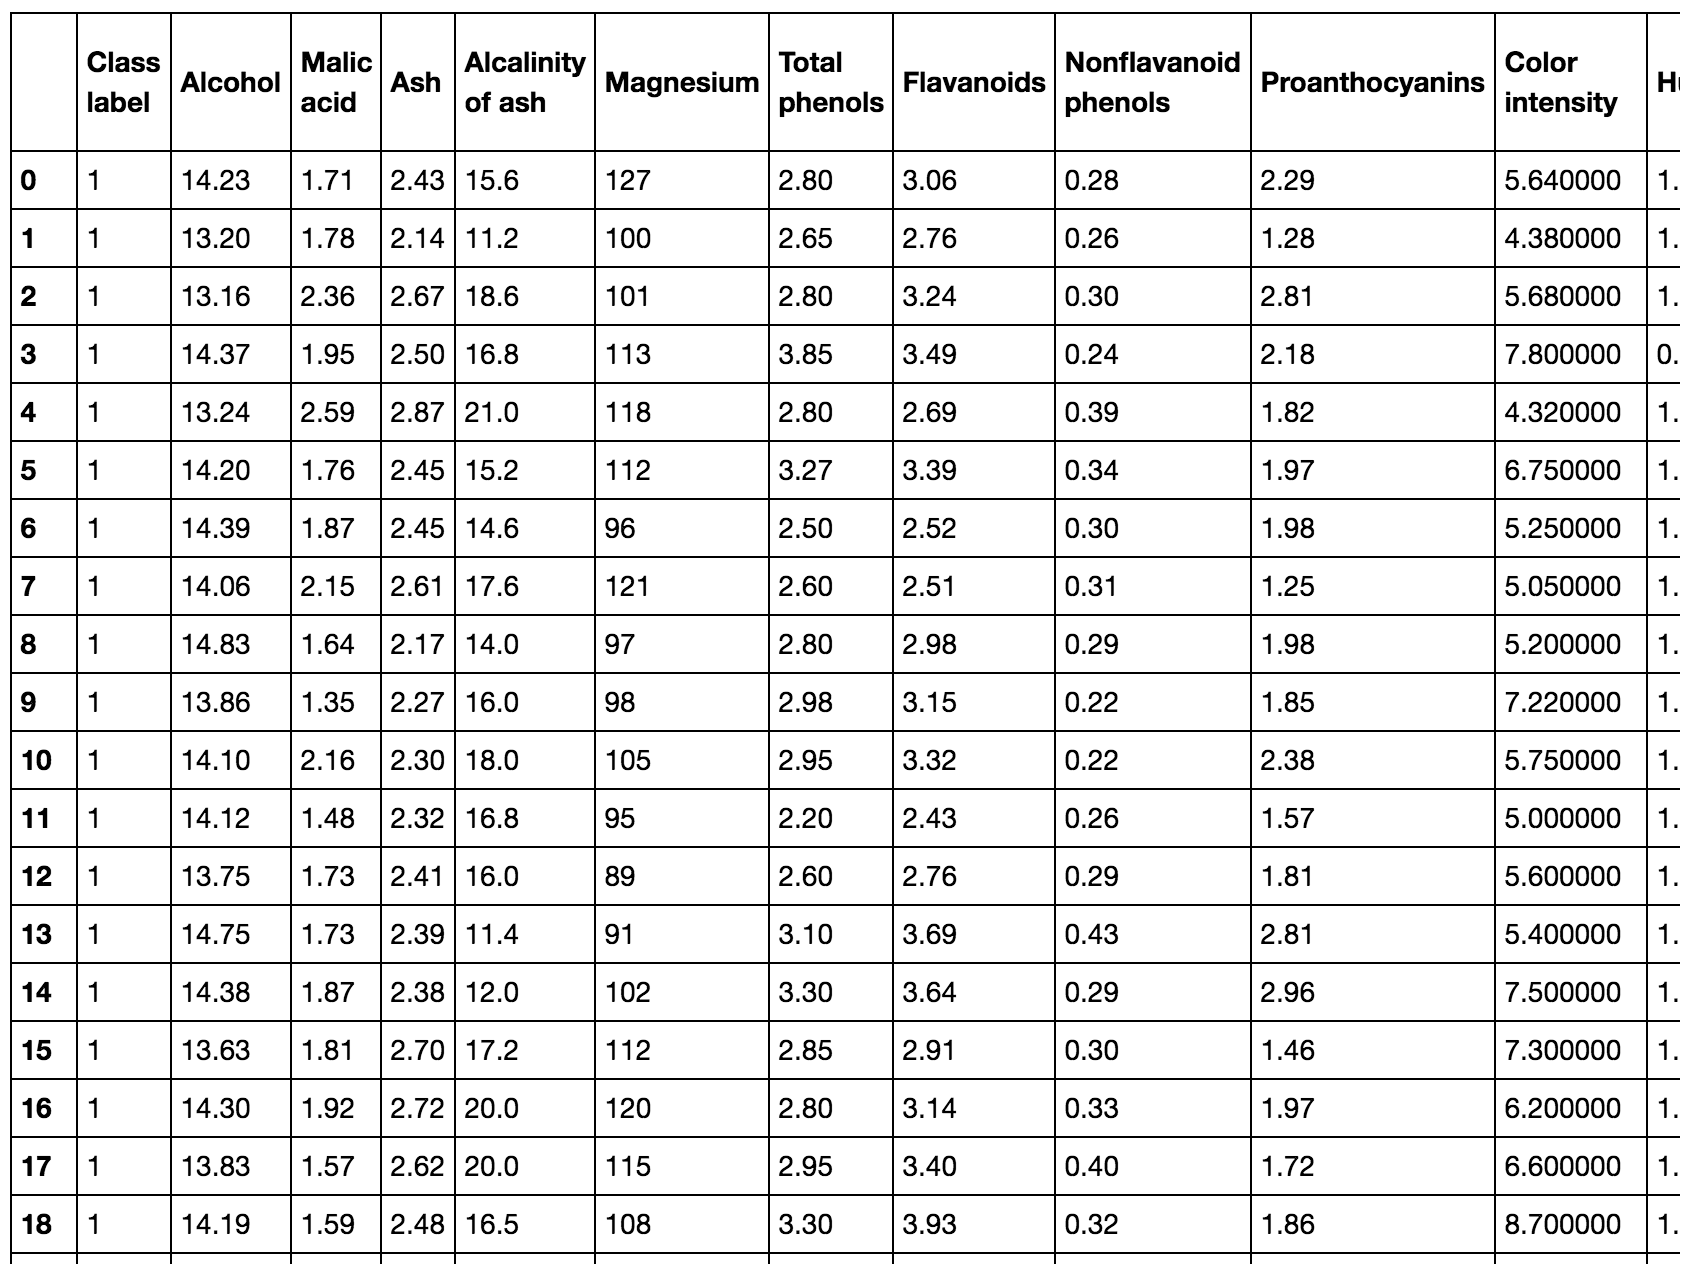 Class label Alcohol Malic acid Ash Alcalinity of ash Magnesium Total phenols Flavanoids Nonflavanoid phenols Proanthocyanins Color intensity
0 1 14.23 1.71 2.43 15.6 127 2.80 3.06 0.28 2.29 5.640000 1.
1 1 13.20 1.78 2.14 11.2 100 2.65 2.76 0.26 1.28 4.380000 1.
2 1 13.16 2.36 2.67 18.6 101 2.80 3.24 0.30 2.81 5.680000 1.
3 1 14.37 1.95 2.50 16.8 113 3.85 3.49 0.24 2.18 7.800000 0.
4 1 13.24 2.59 2.87 21.0 118 2.80 2.69 0.39 1.82 4.320000 1.
5 1 14.20 1.76 2.45 15.2 112 3.27 3.39 0.34 1.97 6.750000 1.
6 1 14.39 1.87 2.45 14.6 96 2.50 2.52 0.30 1.98 5.250000 1.
7 1 14.06 2.15 2.61 17.6 121 2.60 2.51 0.31 1.25 5.050000 1.
8 1 14.83 1.64 2.17 14.0 97 2.80 2.98 0.29 1.98 5.200000 1.
9 1 13.86 1.35 2.27 16.0 98 2.98 3.15 0.22 1.85 7.220000 1.
10 1 14.10 2.16 2.30 18.0 105 2.95 3.32 0.22 2.38 5.750000 1.
11 1 14.12 1.48 2.32 16.8 95 2.20 2.43 0.26 1.57 5.000000 1.
12 1 13.75 1.73 2.41 16.0 89 2.60 2.76 0.29 1.81 5.600000 1.
13 1 14.75 1.73 2.39 11.4 91 3.10 3.69 0.43 2.81 5.400000 1.
14 1 14.38 1.87 2.38 12.0 102 3.30 3.64 0.29 2.96 7.500000 1.
15 1 13.63 1.81 2.70 17.2 112 2.85 2.91 0.30 1.46 7.300000 1.
16 1 14.30 1.92 2.72 20.0 120 2.80 3.14 0.33 1.97 6.200000 1.
17 1 13.83 1.57 2.62 20.0 115 2.95 3.40 0.40 1.72 6.600000 1.
18 1 14.19 1.59 2.48 16.5 108 3.30 3.93 0.32 1.86 8.700000 1.